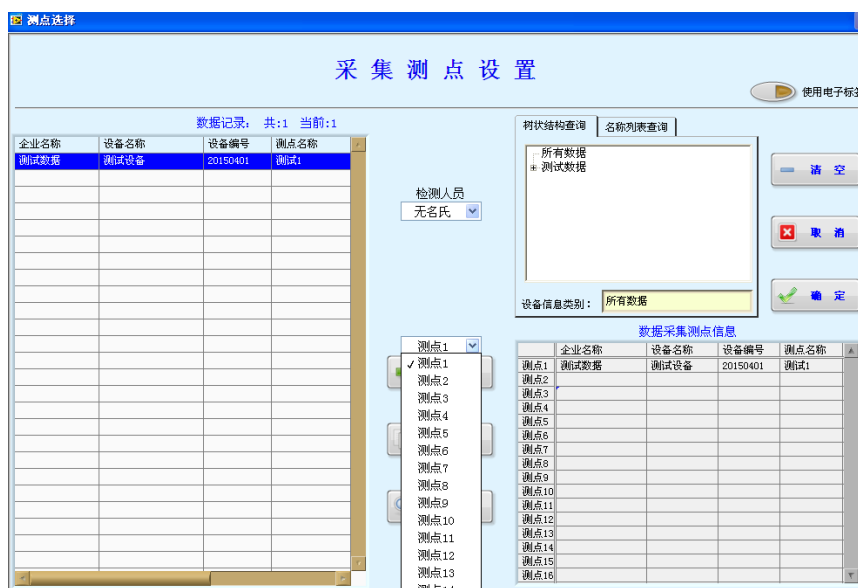 测点选择
采集测点设置
使用电子标签
数据记录: 共:1 当前:1
企业名称 设备名称 设备编号 测点名称
测试数据 测试设备 20150401 测试1
检测人员
无名氏
测点1
✓测点1
测点2
测点3
测点4
测点5
测点6
测点7
测点8
测点9
测点10
测点11
测点12
测点13
树状结构查询 名称列表查询
所有数据
测试数据
设备信息类别: 所有数据
清 空
取 消
确 定
数据采集测点信息
企业名称 设备名称 设备编号 测点名称
测点1 测试数据 测试设备 20150401 测试1
测点2
测点3
测点4
测点5
测点6
测点7
测点8
测点9
测点10
测点11
测点12
测点13
测点14
测点15
测点16